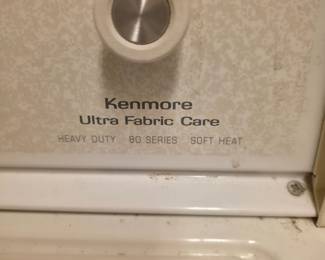 Kenmore
Ultra Fabric Care
HEAVY DUTY 80 SERIES SOFT HEAT